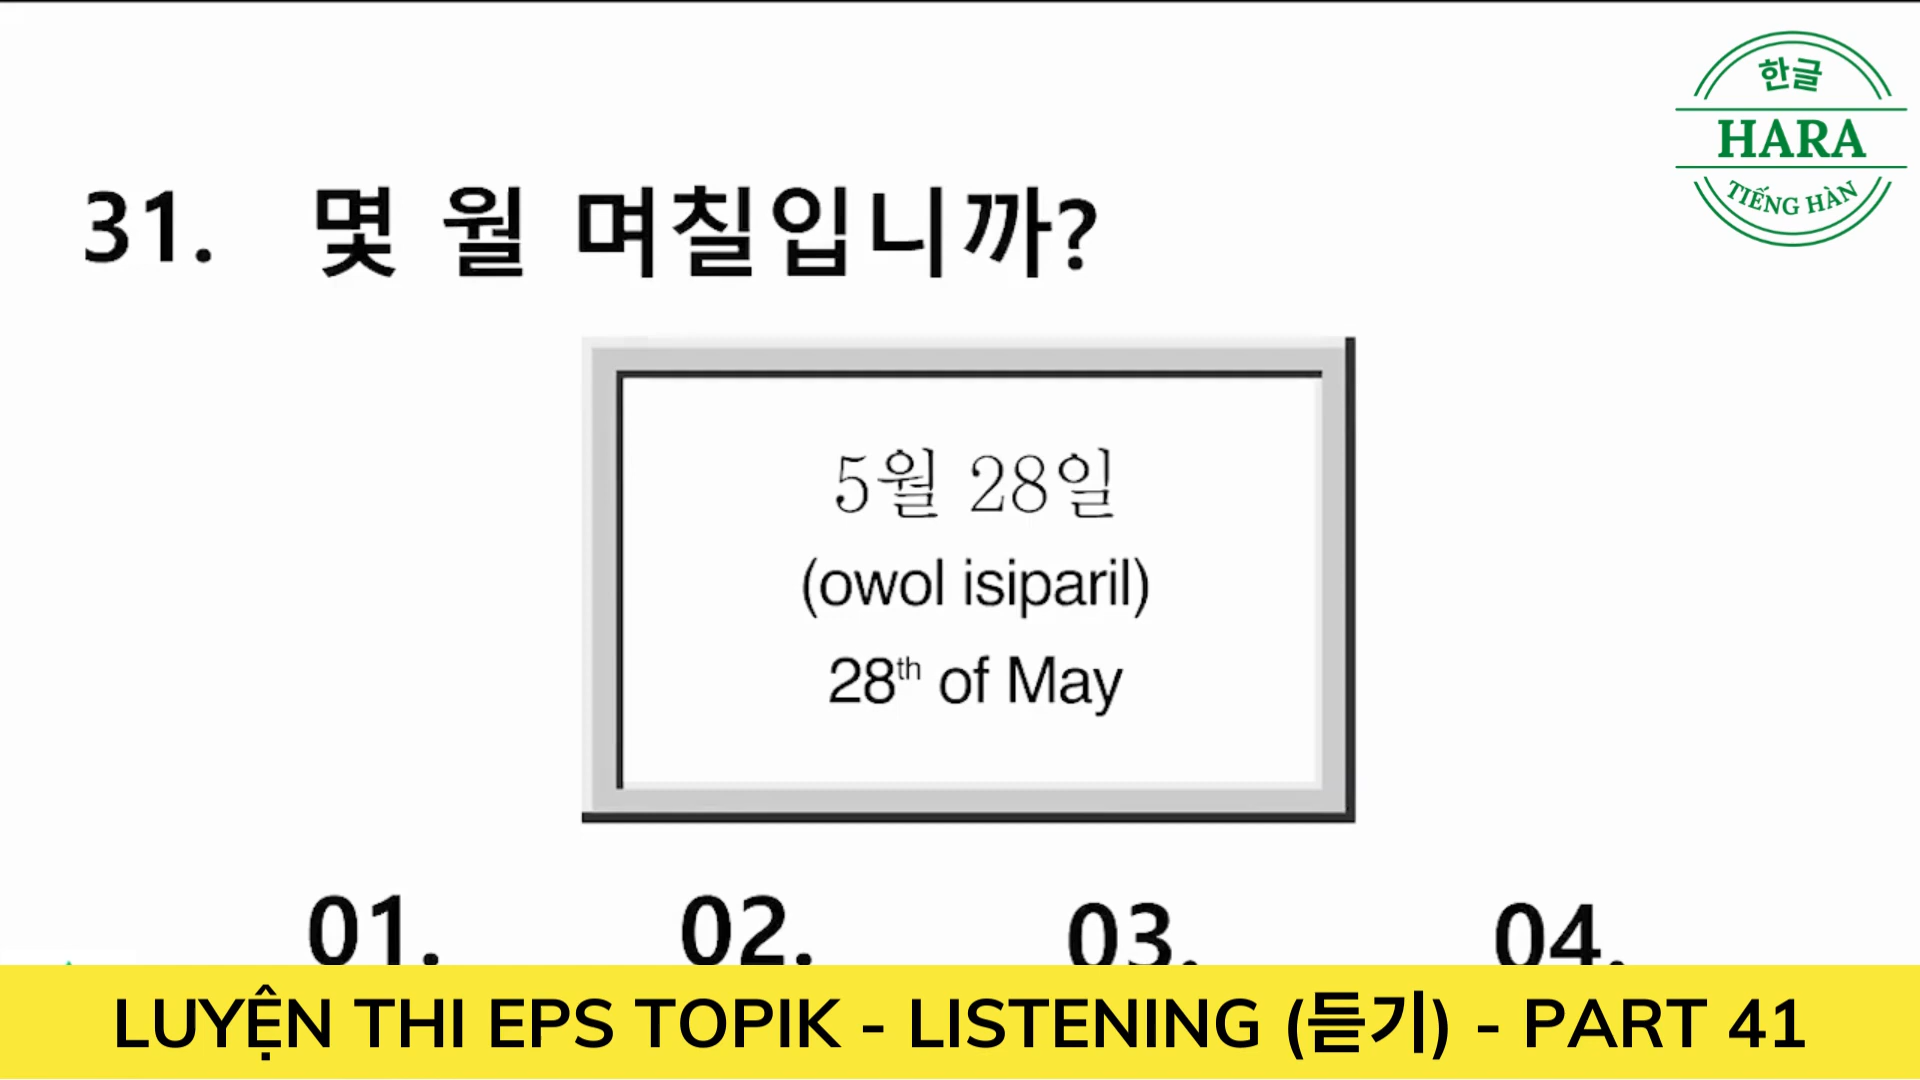 한글
HARA
TIẾNG HÀN
31. 몇 월 며칠입니까?
5월 28일
(owol isiparil)
28th of May
01. 02. 03. 04.
LUYỆN THI EPS TOPIK - LISTENING (듣기) - PART 41